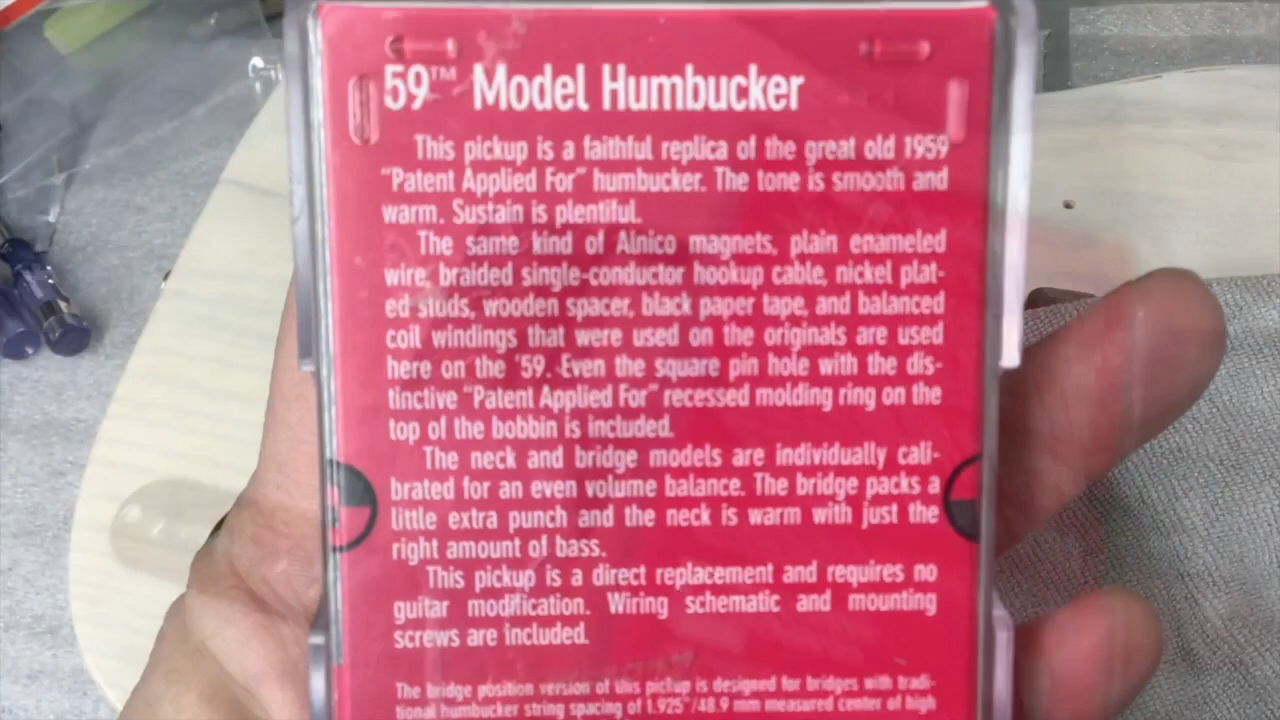 59™ Model Humbucker
This pickup is a faithful replica of the great old 1959
“Patent Applied For” humbucker. The tone is smooth and
warm. Sustain is plentiful.
The same kind of Alnico magnets, plain enameled
wire, braided single-conductor hookup cable, nickel plat-
ed studs, wooden spacer, black paper tape, and balanced
coil windings that were used on the originals are used
here on the ’59. Even the square pin hole with the dis-
tinctive “Patent Applied For” recessed molding ring on the
top of the bobbin is included.
The neck and bridge models are individually cali-
brated for an even volume balance. The bridge packs a
little extra punch and the neck is warm with just the
right amount of bass.
This pickup is a direct replacement and requires no
guitar modification. Wiring schematic and mounting
screws are included.
The bridge position version of this pickup is designed for bridges with tradi-
tional humbucker string spacing of 1.925”/48.9 mm measured center of high